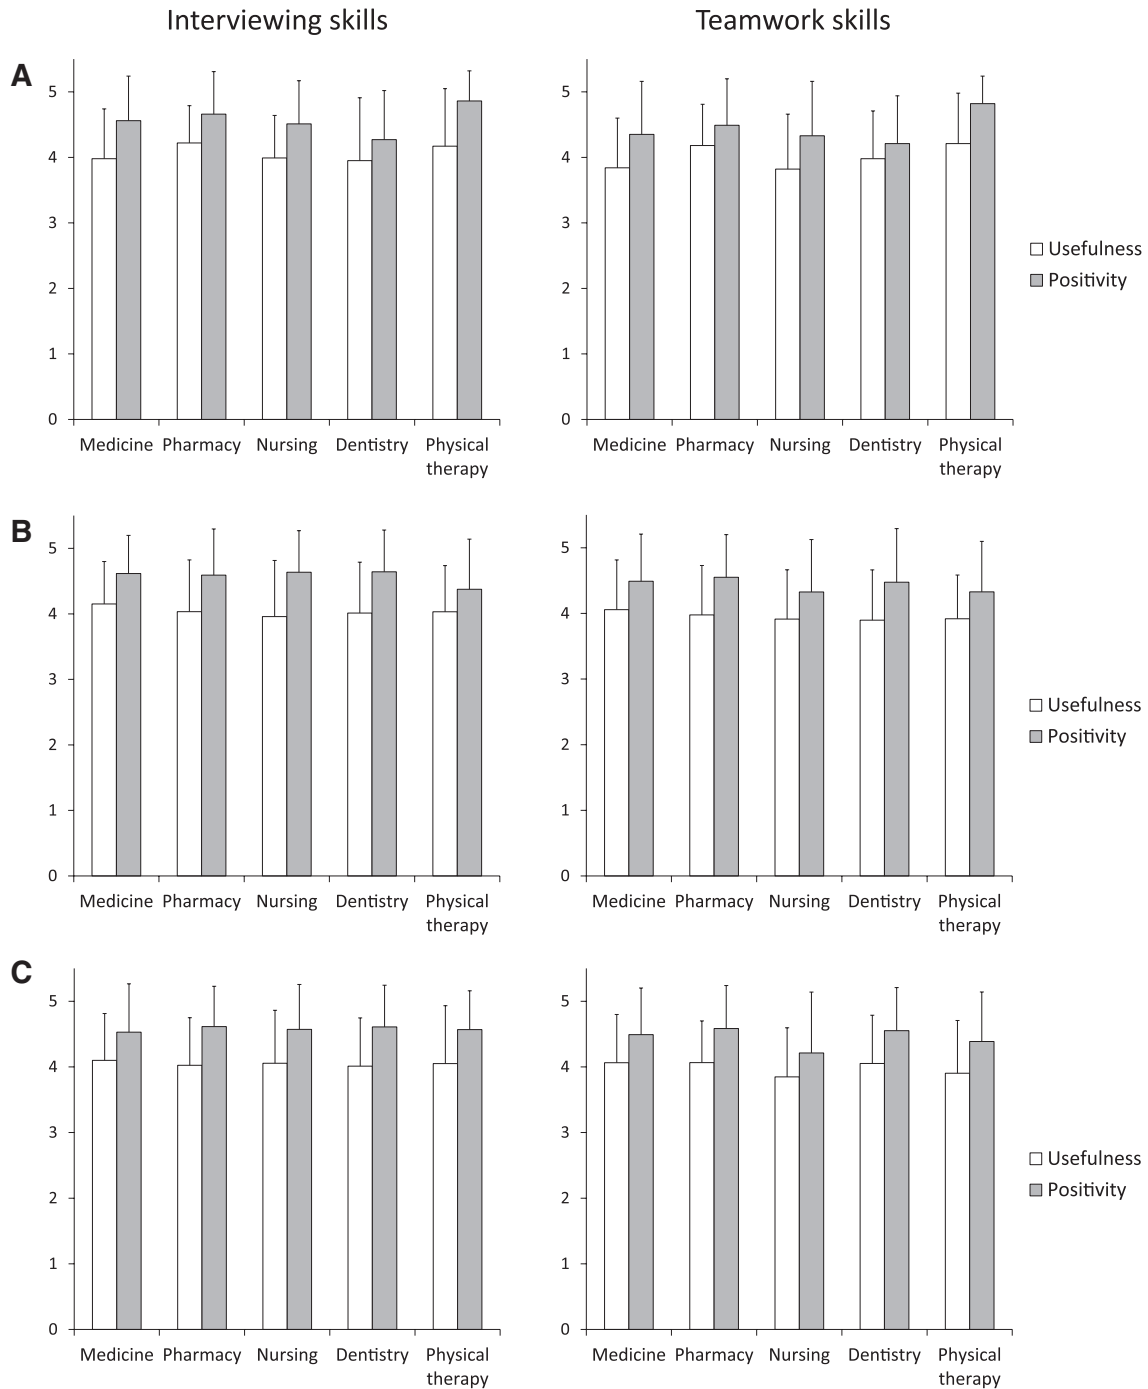 Interviewing skills
Teamwork skills
A
5
4
3
2
1
0
Medicine Pharmacy Nursing Dentistry Physical
therapy
5
4
3
2
1
0
Medicine Pharmacy Nursing Dentistry Physical
therapy
Usefulness
Positivity
B
5
4
3
2
1
0
Medicine Pharmacy Nursing Dentistry Physical
therapy
5
4
3
2
1
0
Medicine Pharmacy Nursing Dentistry Physical
therapy
Usefulness
Positivity
C
5
4
3
2
1
0
Medicine Pharmacy Nursing Dentistry Physical
therapy
5
4
3
2
1
0
Medicine Pharmacy Nursing Dentistry Physical
therapy
Usefulness
Positivity